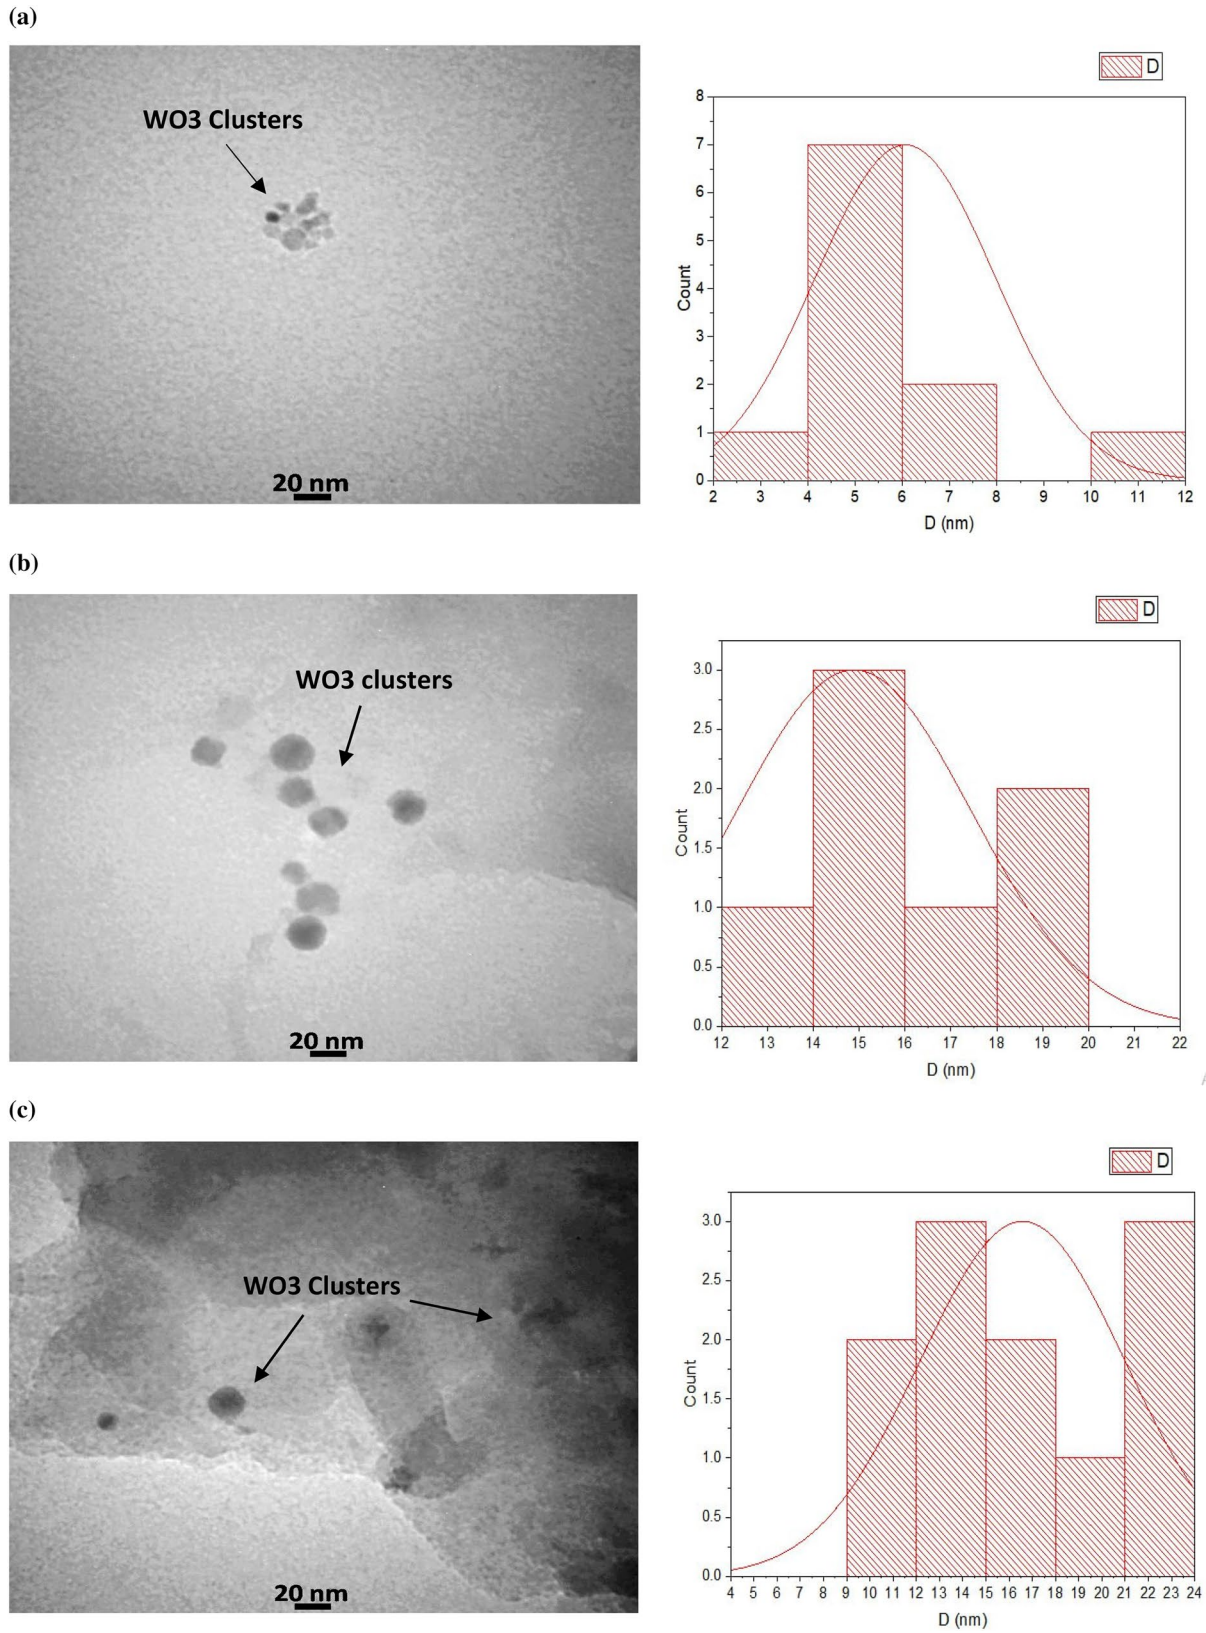 (a)
WO3 Clusters
20 nm
D
8
7
6
5
4
3
2
1
0
Count
2 3 4 5 6 7 8 9 10 11 12
D (nm)
(b)
WO3 clusters
20 nm
D
3.0
2.5
2.0
1.5
1.0
0.5
0.0
Count
12 13 14 15 16 17 18 19 20 21 22
D (nm)
A
(c)
WO3 Clusters
20 nm
D
3.0
2.5
2.0
1.5
1.0
0.5
0.0
Count
4 5 6 7 8 9 10 11 12 13 14 15 16 17 18 19 20 21 22 23 24
D (nm)